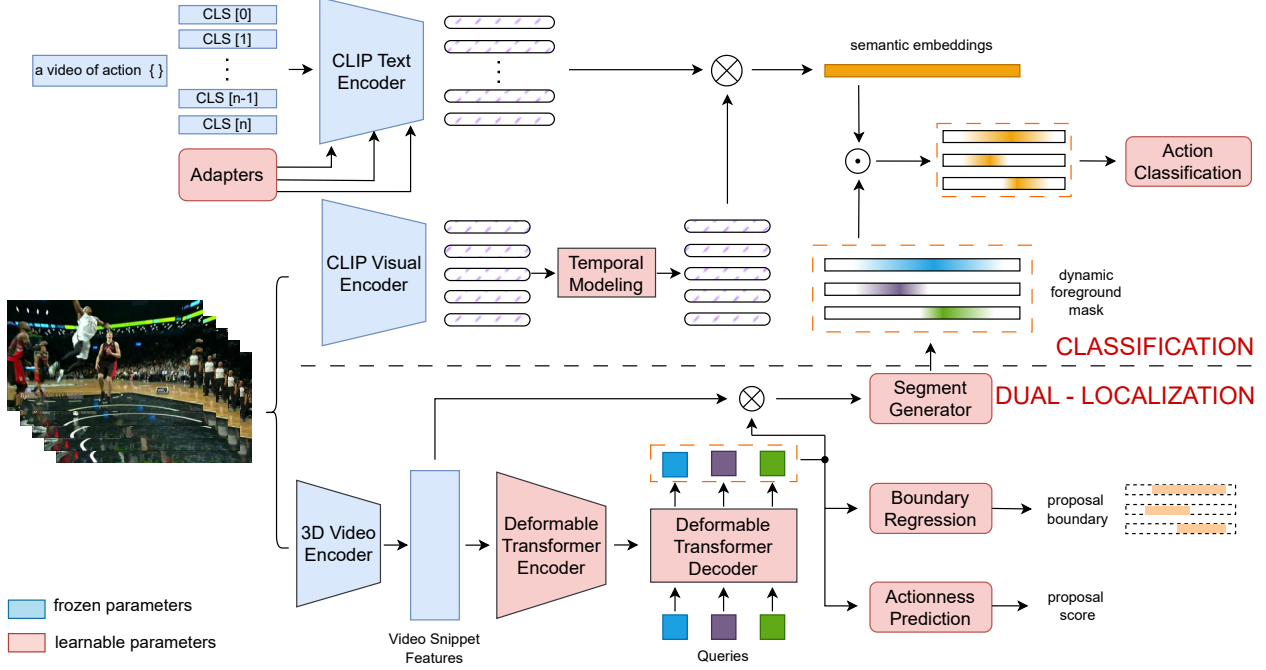 CLS [0]
CLS [1]
a video of action { }
CLS [n-1]
CLS [n]
CLIP Text
Encoder
Adapters
semantic embeddings
Action
Classification
CLIP Visual
Encoder
Temporal
Modeling
dynamic
foreground
mask
CLASSIFICATION
DUAL - LOCALIZATION
Segment
Generator
3D Video
Encoder
Video Snippet
Features
Deformable
Transformer
Encoder
Deformable
Transformer
Decoder
Queries
Boundary
Regression
proposal
boundary
Actionness
Prediction
proposal
score
frozen parameters
learnable parameters